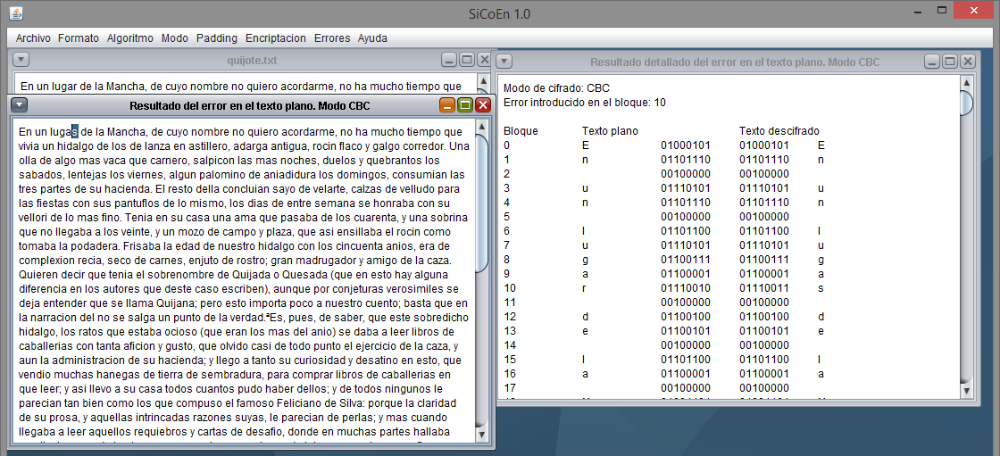 SiCoEn 1.0
Archivo Formato Algoritmo Modo Padding Encriptacion Errores Ayuda
quijote.txt
En un lugar de la Mancha, de cuyo nombre no quiero acordarme, no ha mucho tiempo que
Resultado del error en el texto plano. Modo CBC
En un lugas de la Mancha, de cuyo nombre no quiero acordarme, no ha mucho tiempo que
vivia un hidalgo de los de lanza en astillero, adarga antigua, rocin flaco y galgo corredor. Una
olla de algo mas vaca que carnero, salpicon las mas noches, duelos y quebrantos los
sabados, lentejas los viernes, algun palomino de aniadidura los domingos, consumian las
tres partes de su hacienda. El resto della concluian sayo de velarte, calzas de velludo para
las fiestas con sus pantuflos de lo mismo, los dias de entre semana se honraba con su
vellori de lo mas fino. Tenia en su casa una ama que pasaba de los cuarenta, y una sobrina
que no llegaba a los veinte, y un mozo de campo y plaza, que asi ensillaba el rocin como
tomaba la podadera. Frisaba la edad de nuestro hidalgo con los cincuenta anios, era de
complexion recia, seco de carnes, enjuto de rostro; gran madrugador y amigo de la caza.
Quieren decir que tenia el sobrenombre de Quijada o Quesada (que en esto hay alguna
diferencia en los autores que deste caso escriben), aunque por conjeturas verosimiles se
deja entender que se llama Quijana; pero esto importa poco a nuestro cuento; basta que en
la narracion del no se salga un punto de la verdad.ªEs, pues, de saber, que este sobredicho
hidalgo, los ratos que estaba ocioso (que eran los mas del anio) se daba a leer libros de
caballerias con tanta aficion y gusto, que olvido casi de todo punto el ejercicio de la caza, y
aun la administracion de su hacienda; y llego a tanto su curiosidad y desatino en esto, que
vendio muchas hanegas de tierra de sembradura, para comprar libros de caballerias en
que leer; y asi llevo a su casa todos cuantos pudo haber dellos; y de todos ningunos le
parecian tan bien como los que compuso el famoso Feliciano de Silva: porque la claridad
de su prosa, y aquellas intrincadas razones suyas, le parecian de perlas; y mas cuando
llegaba a leer aquellos requiebros y cartas de desafio, donde en muchas partes hallaba
Resultado detallado del error en el texto plano. Modo CBC
Modo de cifrado: CBC
Error introducido en el bloque: 10
Bloque Texto plano Texto descifrado
0 E 01000101 01000101 E
1 n 01101110 01101110 n
2 00100000 00100000
3 u 01110101 01110101 u
4 n 01101110 01101110 n
5 00100000 00100000
6 l 01101100 01101100 l
7 u 01110101 01110101 u
8 g 01100111 01100111 g
9 a 01100001 01100001 a
10 r 01110010 01110011 s
11 00100000 00100000
12 d 01100100 01100100 d
13 e 01100101 01100101 e
14 00100000 00100000
15 l 01101100 01101100 l
16 a 01100001 01100001 a
17 00100000 00100000